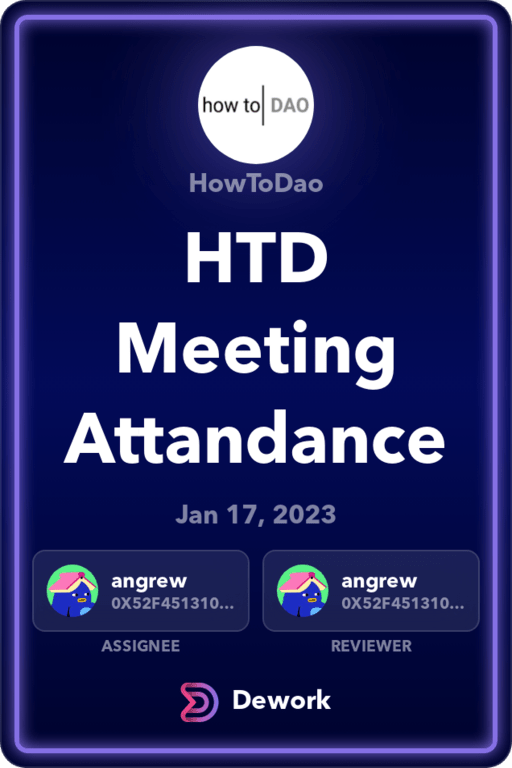 how to DAO
HowToDao
HTD
Meeting
Attandance
Jan 17, 2023
angrew
0X52F451310...
angrew
0X52F451310...
ASSIGNEE
REVIEWER
Dework